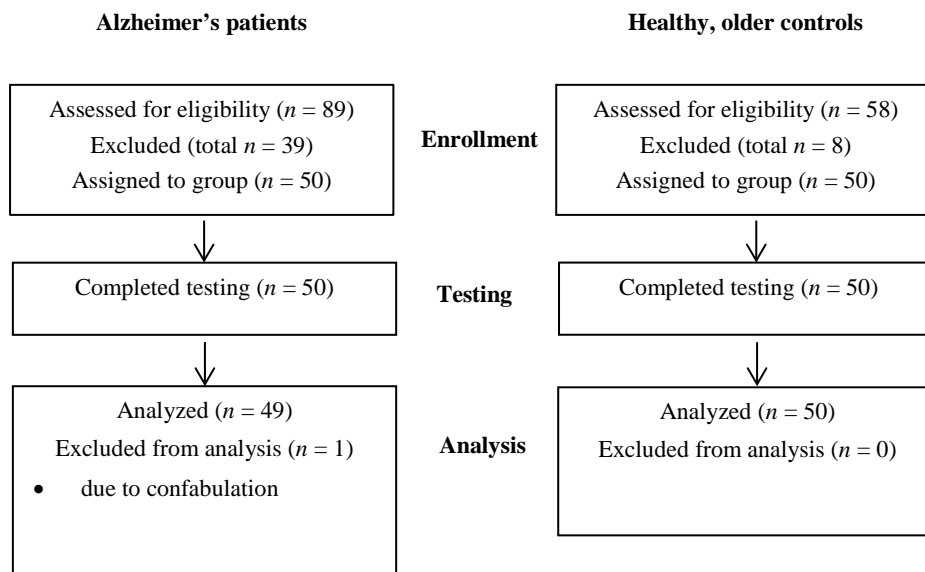 Alzheimer’s patients
Healthy, older controls
Assessed for eligibility (n = 89)
Excluded (total n = 39)
Assigned to group (n = 50)
Enrollment
Assessed for eligibility (n = 58)
Excluded (total n = 8)
Assigned to group (n = 50)
Completed testing (n = 50)
Testing
Completed testing (n = 50)
Analyzed (n = 49)
Excluded from analysis (n = 1)
• due to confabulation
Analysis
Analyzed (n = 50)
Excluded from analysis (n = 0)